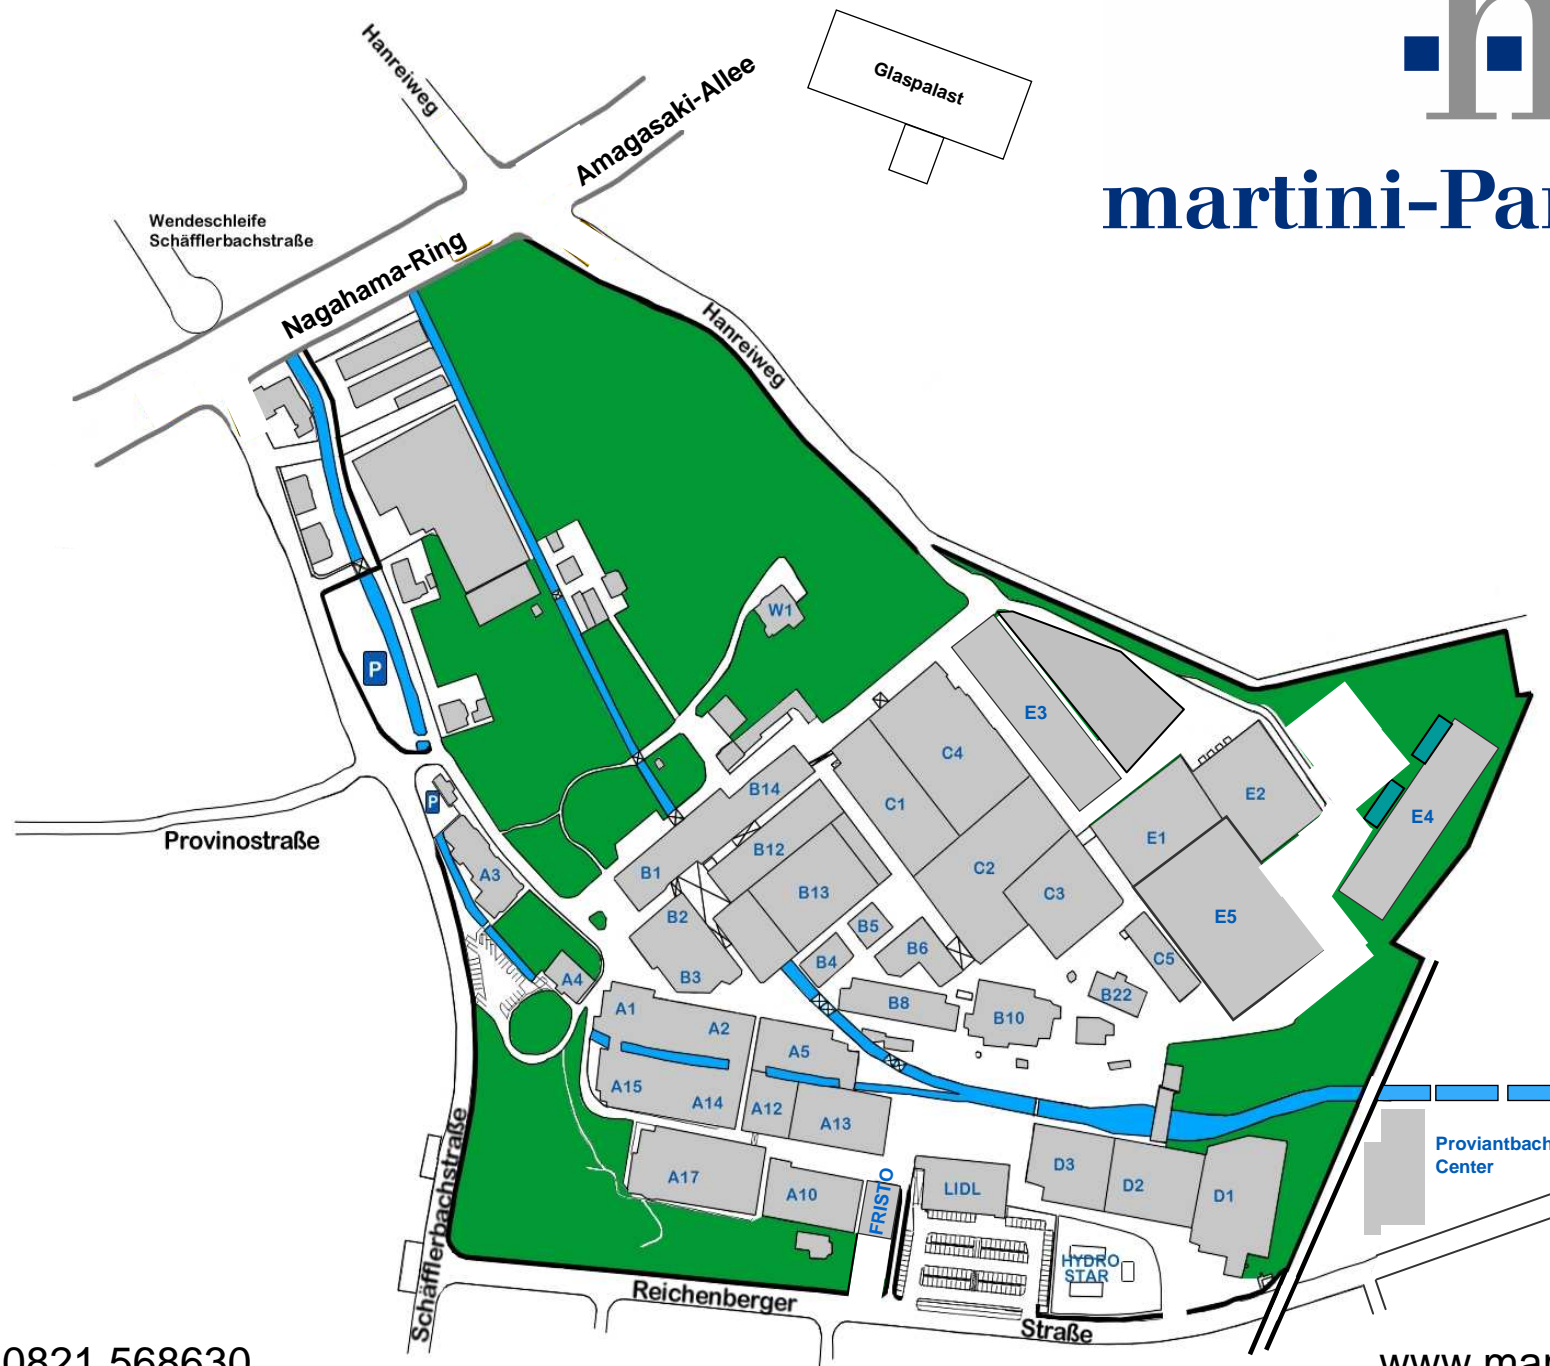 Hanreiweg
Amagasaki-Allee
Glaspalast
martini-Par
Wendeschleife
Schäfflerbachstraße
Nagahama-Ring
Hanreiweg
W1
P
E3
C4
B14
C1
E2
E4
P
Provinostraße
E1
B12
A3
B1
C2
B13
C3
B2
E5
B5
B6
B4
C5
B3
A4
B22
B8
A1
B10
A2
A5
A15
A14
A12
A13
Proviantbach
Center
D3
A17
LIDL
D2
A10
D1
FRISTO
Schäfflerbachstraße
HYDRO
STAR
Reichenberger
Straße
0821 568630
www.mar